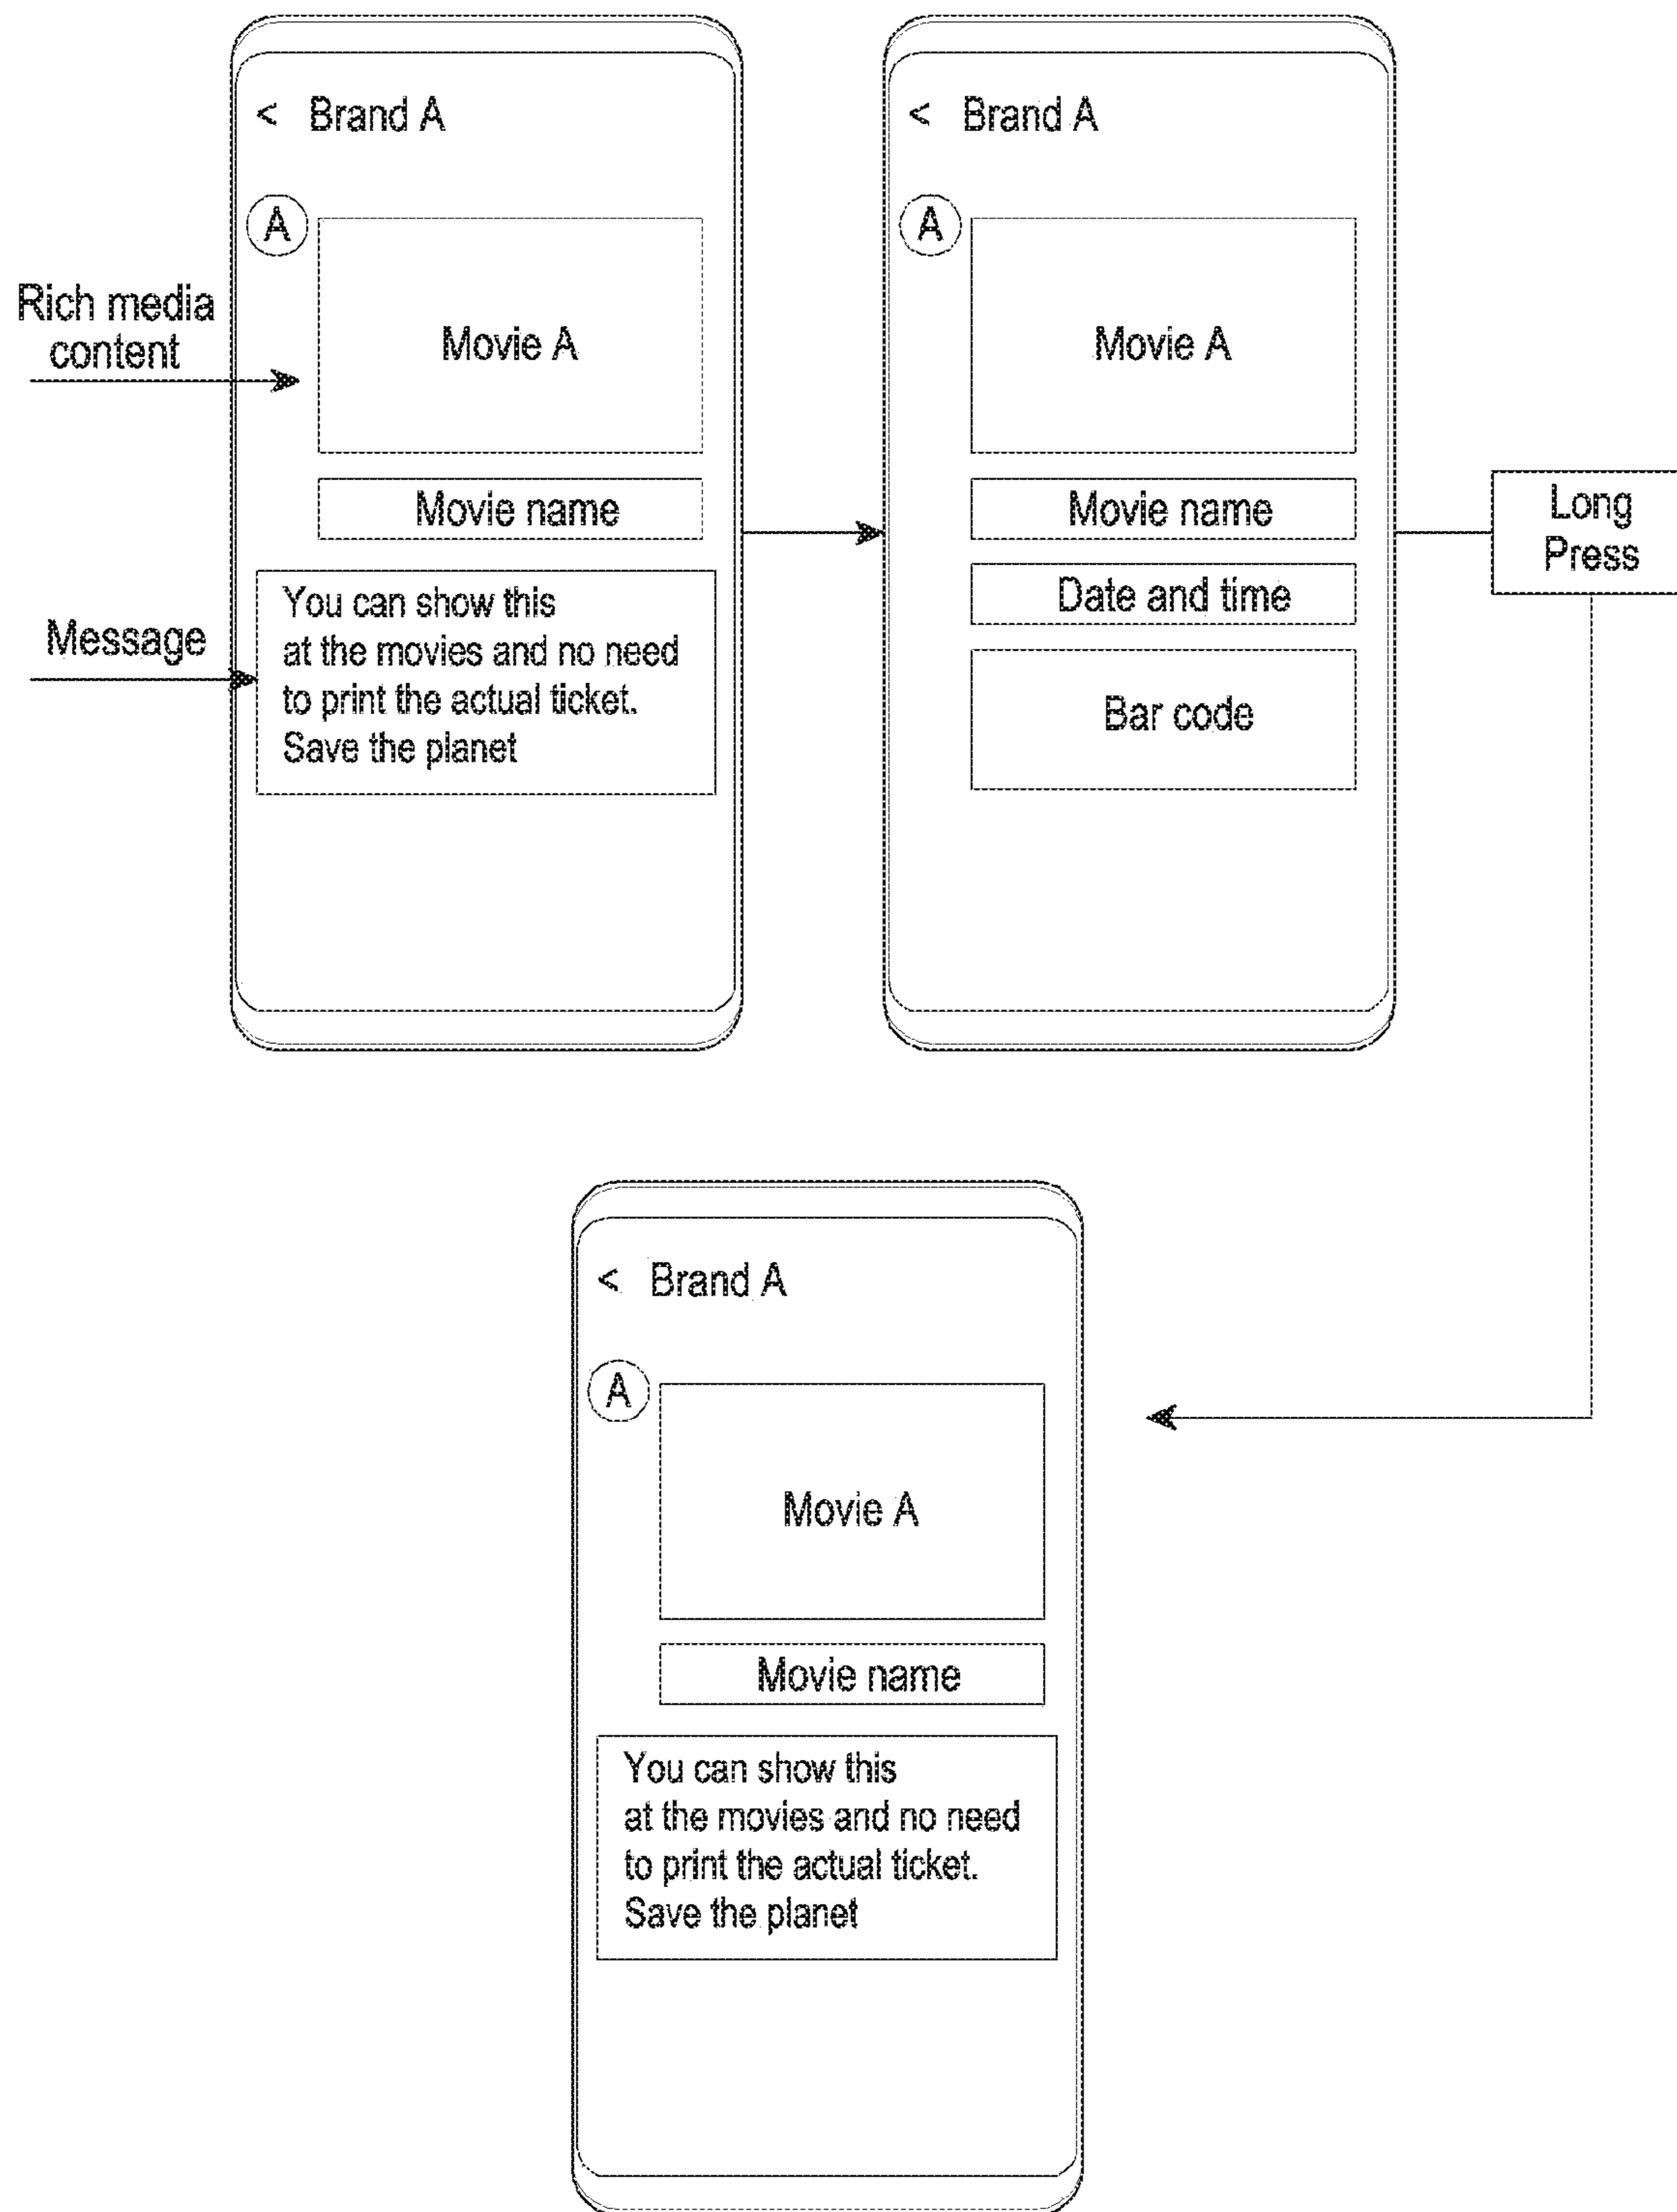 < Brand A
A
Rich media
content
Movie A
Movie name
Message
You can show this
at the movies and no need
to print the actual ticket.
Save the planet
< Brand A
A
Movie A
Movie name
Date and time
Bar code
Long
Press
< Brand A
A
Movie A
Movie name
You can show this
at the movies and no need
to print the actual ticket.
Save the planet